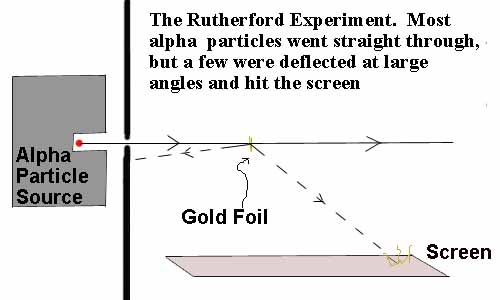 The Rutherford Experiment. Most
alpha particles went straight through,
but a few were deflected at large
angles and hit the screen
Alpha
Particle
Source
Gold Foil
Screen